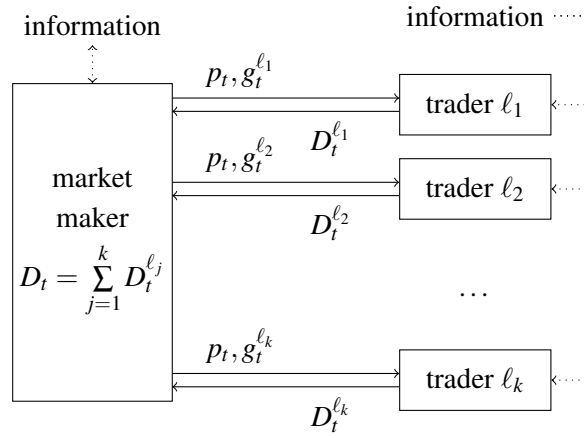 information
information
p_t, g_t^{ℓ_1}
trader ℓ_1
D_t^{ℓ_1}
p_t, g_t^{ℓ_2}
trader ℓ_2
D_t^{ℓ_2}
market
maker
D_t = \sum_{j=1}^{k} D_t^{ℓ_j}
...
p_t, g_t^{ℓ_k}
trader ℓ_k
D_t^{ℓ_k}